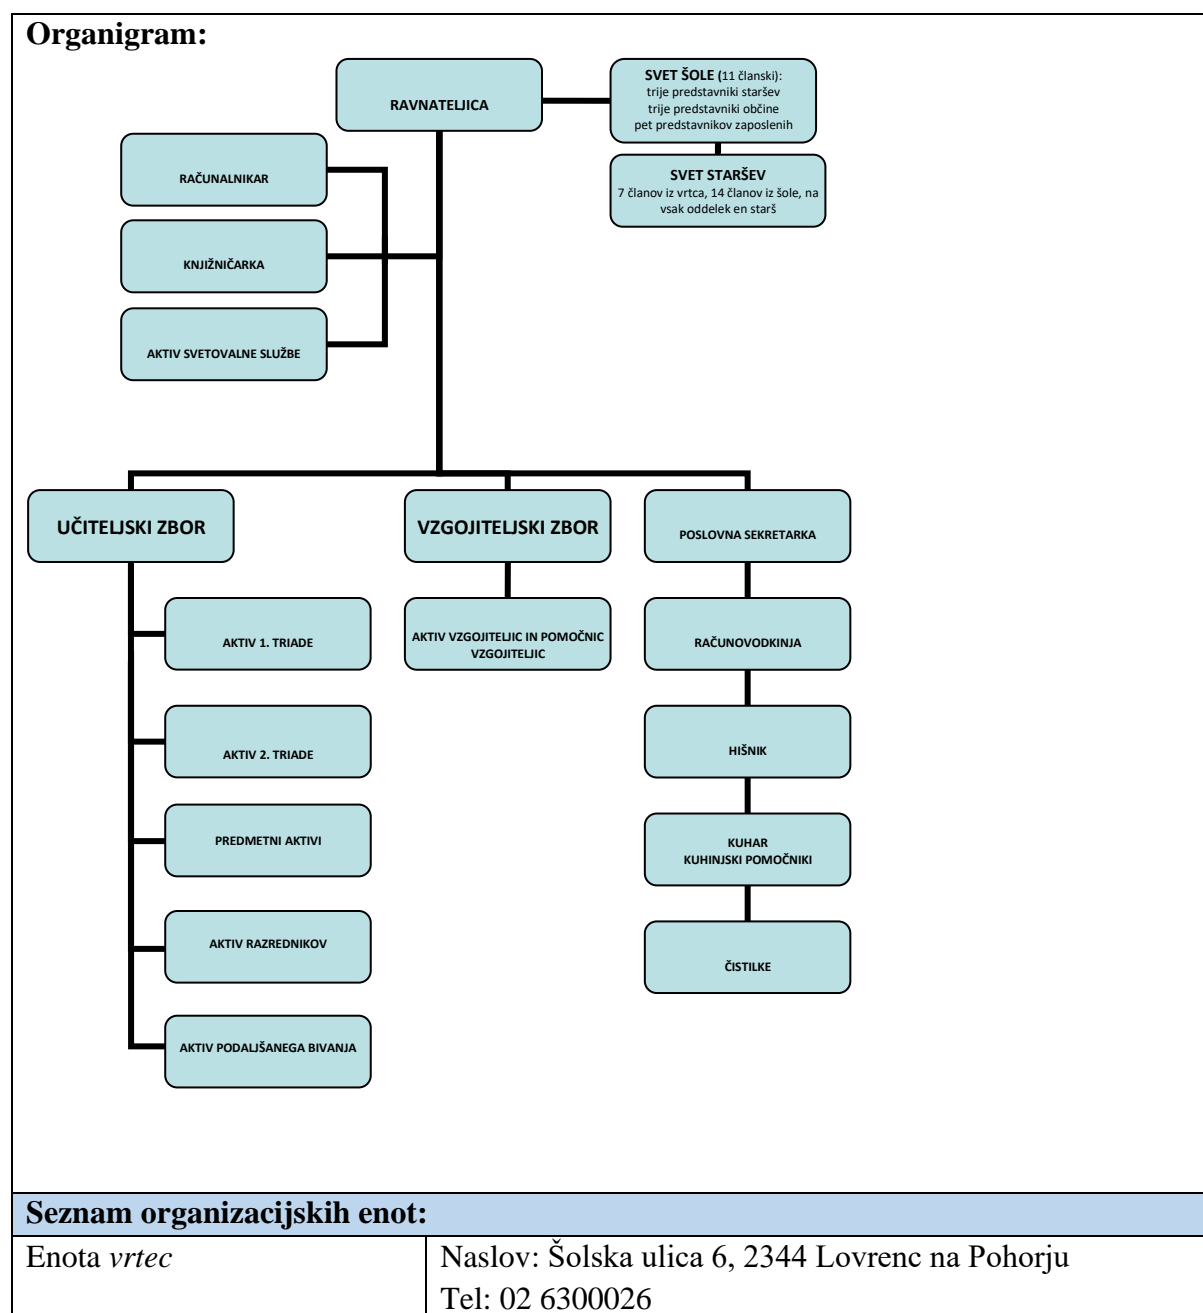 Organigram:
RAVNATELJICA
SVET ŠOLE (11 članski):
trije predstavniki staršev
trije predstavniki občine
pet predstavnikov zaposlenih
SVET STARŠEV
7 članov iz vrtca, 14 članov iz šole, na
vsak oddelek en starš
RAČUNALNIKAR
KNJIŽNIČARKA
AKTIV SVETOVALNE SLUŽBE
UČITELJSKI ZBOR
AKTIV 1. TRIADE
AKTIV 2. TRIADE
PREDMETNI AKTIVI
AKTIV RAZREDNIKOV
AKTIV PODALJŠANEGA BIVANJA
VZGOJITELJSKI ZBOR
AKTIV VZGOJITELJIC IN POMOČNIC
VZGOJITELJIC
POSLOVNA SEKRETARKA
RAČUNOVODKINJA
HIŠNIK
KUHAR
KUHINJSKI POMOČNIKI
ČISTILKE
Seznam organizacijskih enot:
Enota vrtec
Naslov: Šolska ulica 6, 2344 Lovrenc na Pohorju
Tel: 02 6300026